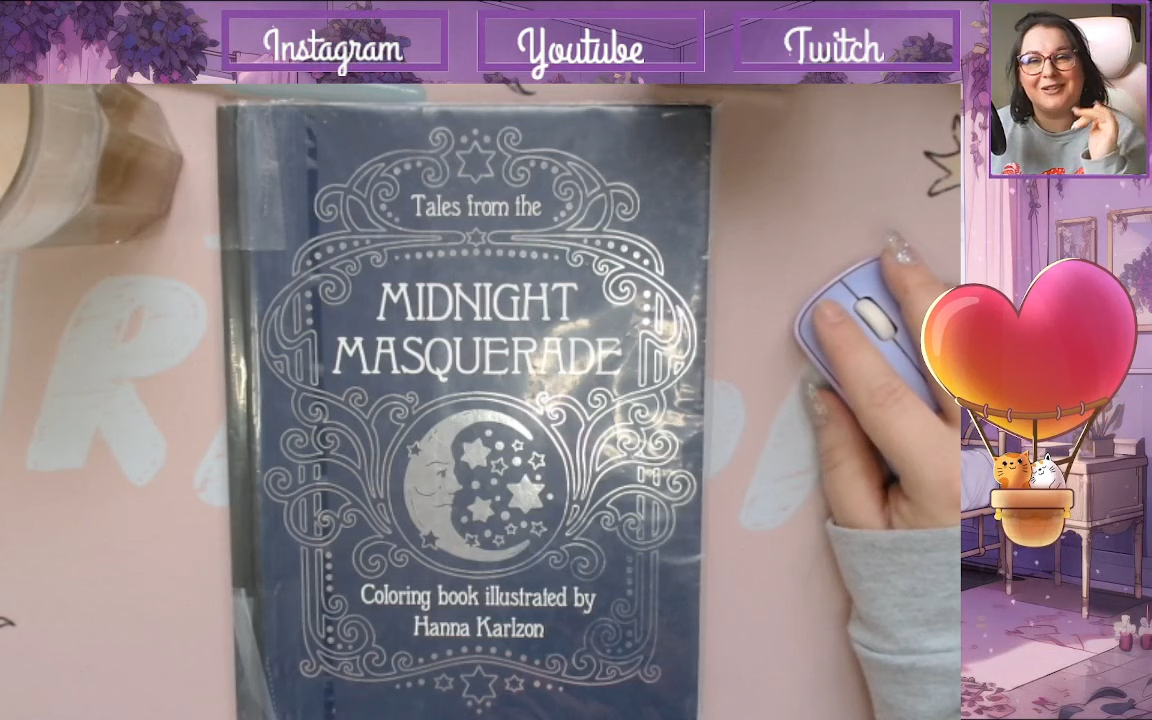 Instagram
Youtube
Twitch
Tales from the
MIDNIGHT
MASQUERADE
Coloring book illustrated by
Hanna Karlzon